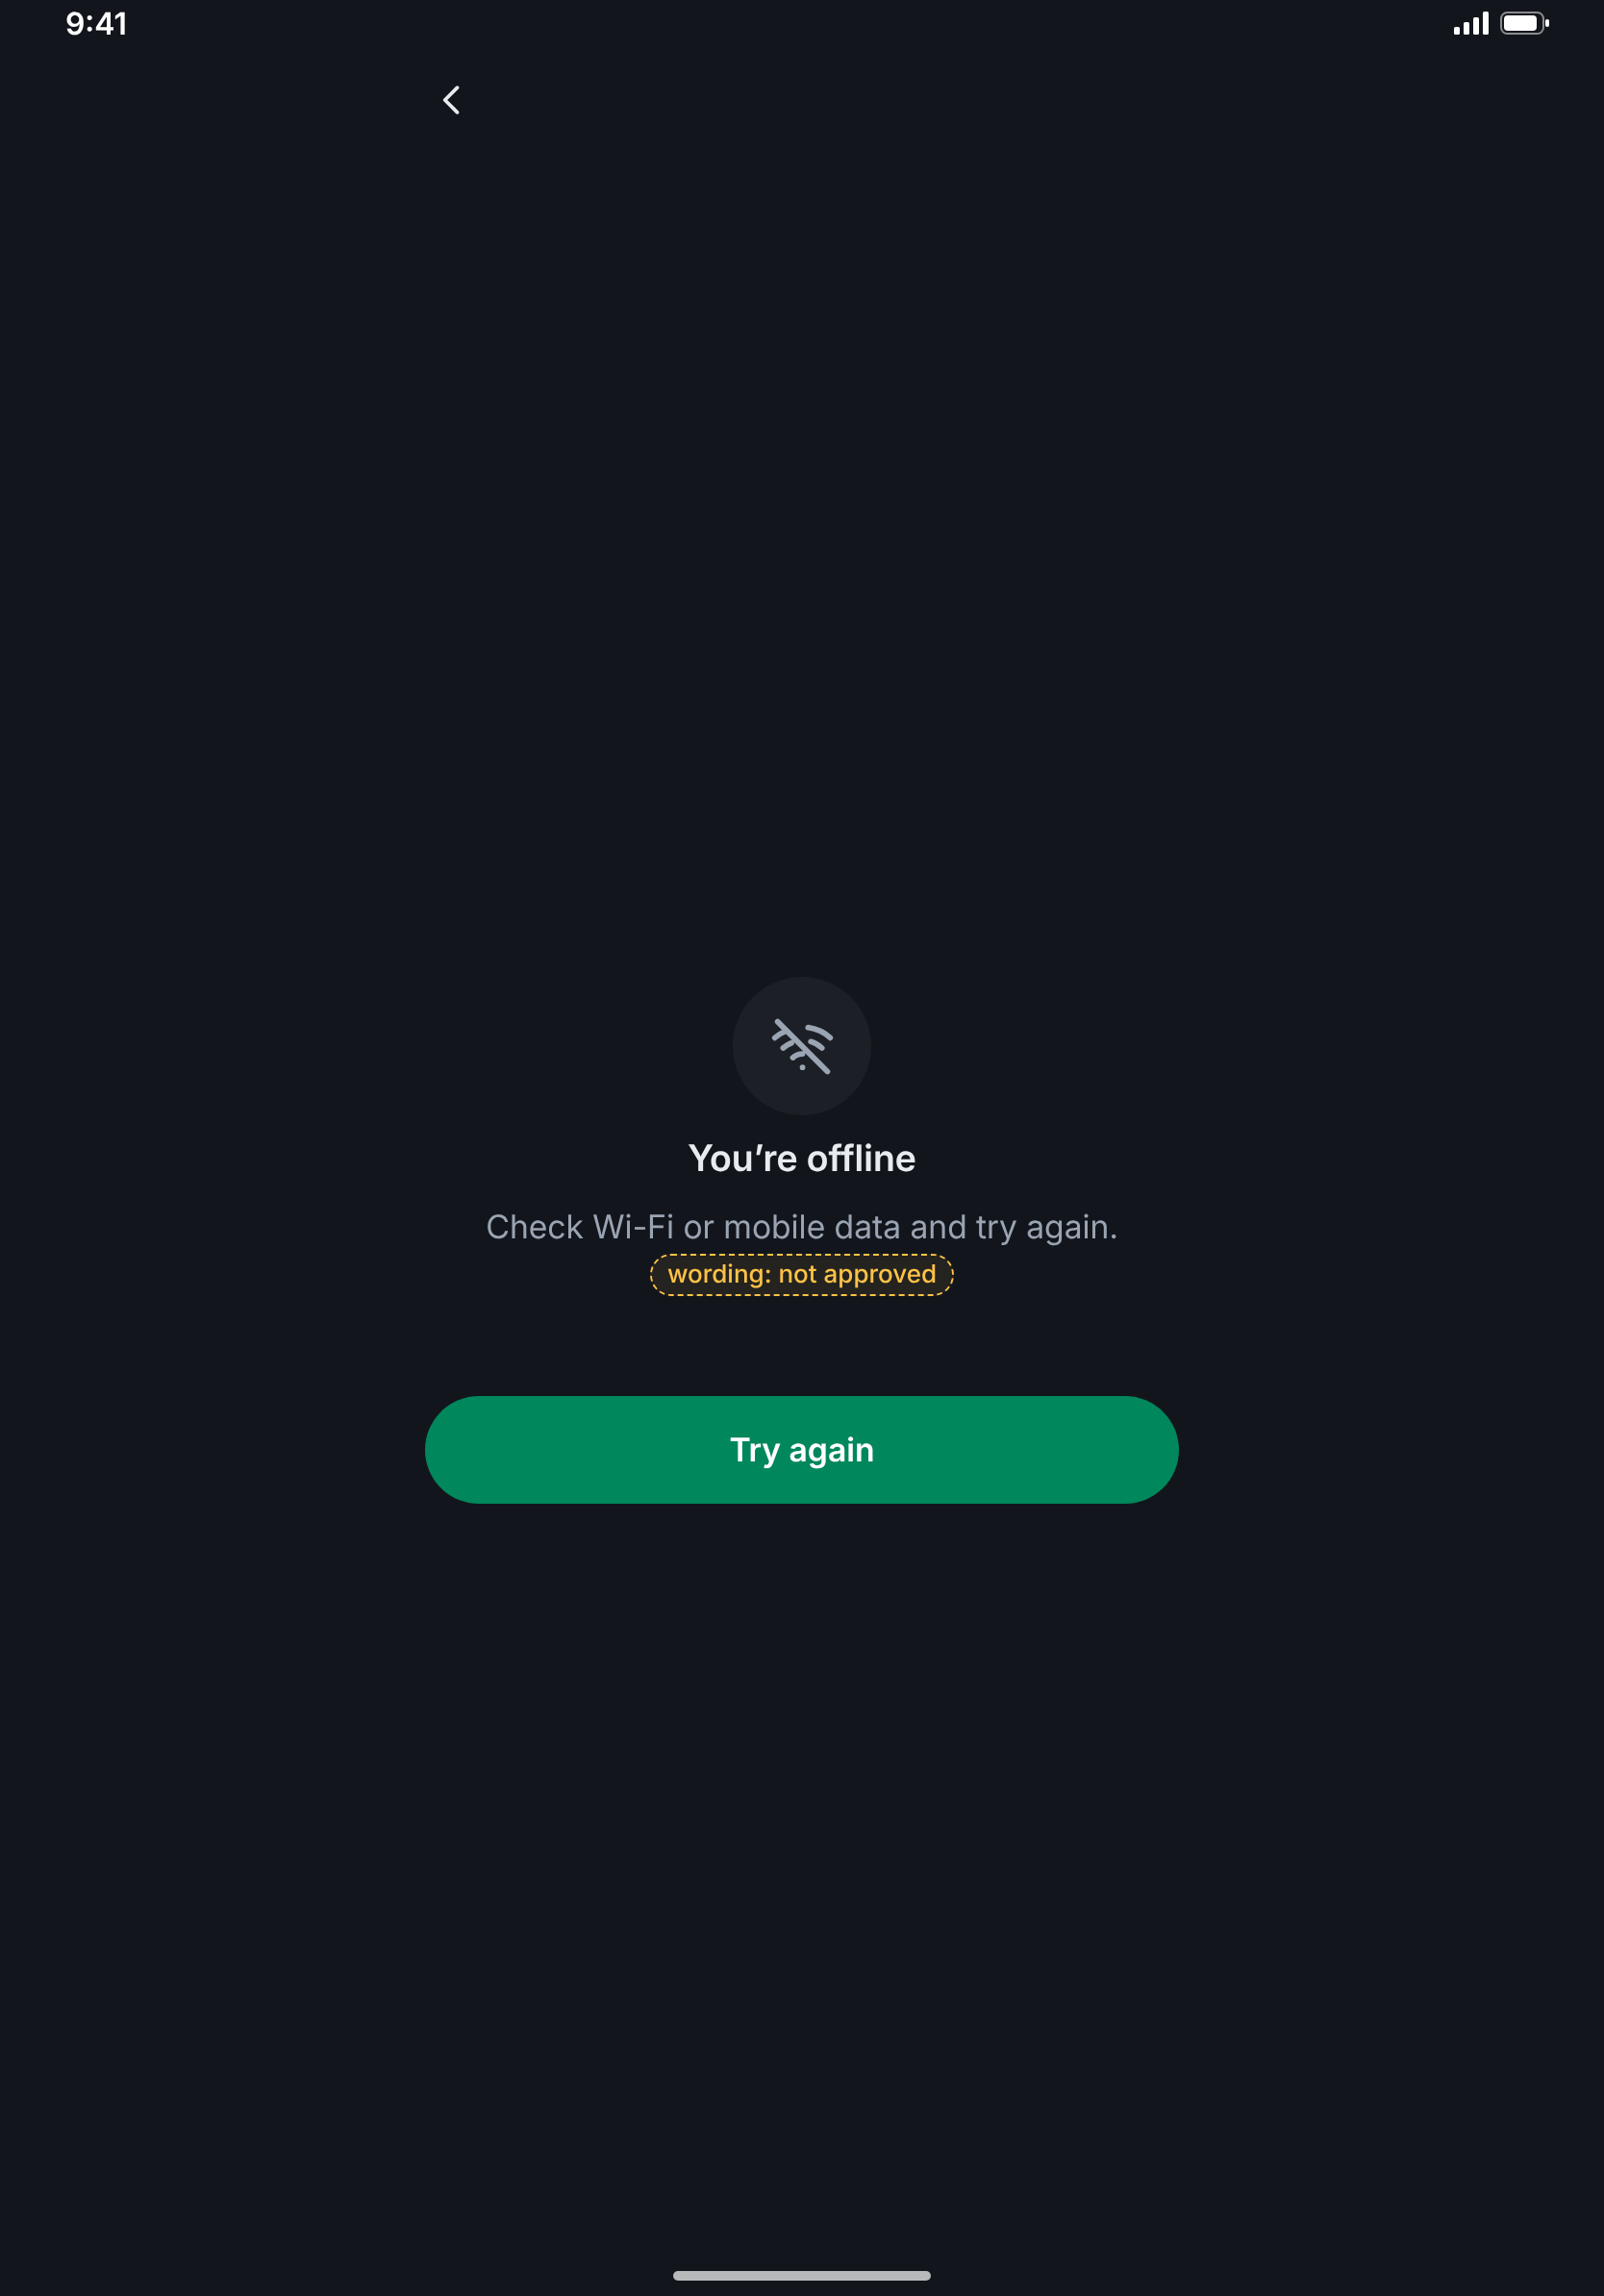 9:41
You’re offline
Check Wi-Fi or mobile data and try again.
wording: not approved
Try again